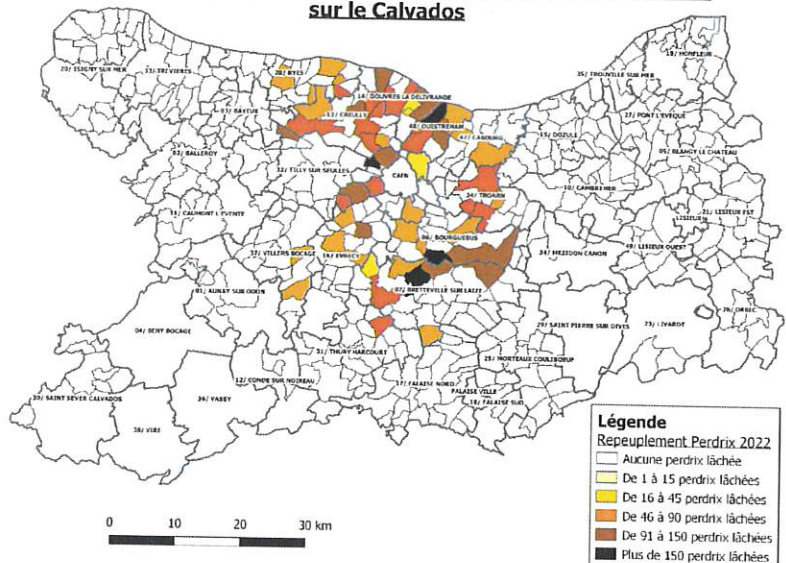 sur le Calvados
19/ HONFLEUR
20/ ISIGNY SUR MER
33/ TREVIERES
28/ RYES
35/ TROUVILLE SUR MER
14/ DOUVRES LA DELIVRANDE
03/ BAYEUX
13/ CREULLY
27/ PONT L'EVEQUE
48/ OUISTREHAM
47/ CABOURG
15/ DOZULE
02/ BALLEROY
05/ BLANGY LE CHATEAU
32/ TILLY SUR SEULLES
CAEN
10/ CAMBREMER
34/ TROARN
11/ CAUMONT L'EVENTE
LISIEUX
21/ LISIEUX EST
06/ BOURGUEBUS
37/ VILLERS BOCAGE
16/ EVRECY
24/ MEZIDON CANON
49/ LISIEUX OUEST
01/ AUNAY SUR ODON
07/ BRETTEVILLE SUR LAIZE
26/ ORBEC
04/ BENY BOCAGE
29/ SAINT PIERRE SUR DIVES
23/ LIVAROT
31/ THURY HARCOURT
25/ MORTEAUX COULIBOEUF
12/ CONDE SUR NOIREAU
17/ FALAISE NORD
FALAISE VILLE
30/ SAINT SEVER CALVADOS
36/ VASSY
18/ FALAISE SUD
38/ VIRE
Légende
Repeuplement Perdrix 2022
Aucune perdrix lâchée
De 1 à 15 perdrix lâchées
De 16 à 45 perdrix lâchées
De 46 à 90 perdrix lâchées
De 91 à 150 perdrix lâchées
Plus de 150 perdrix lâchées
0 10 20 30 km